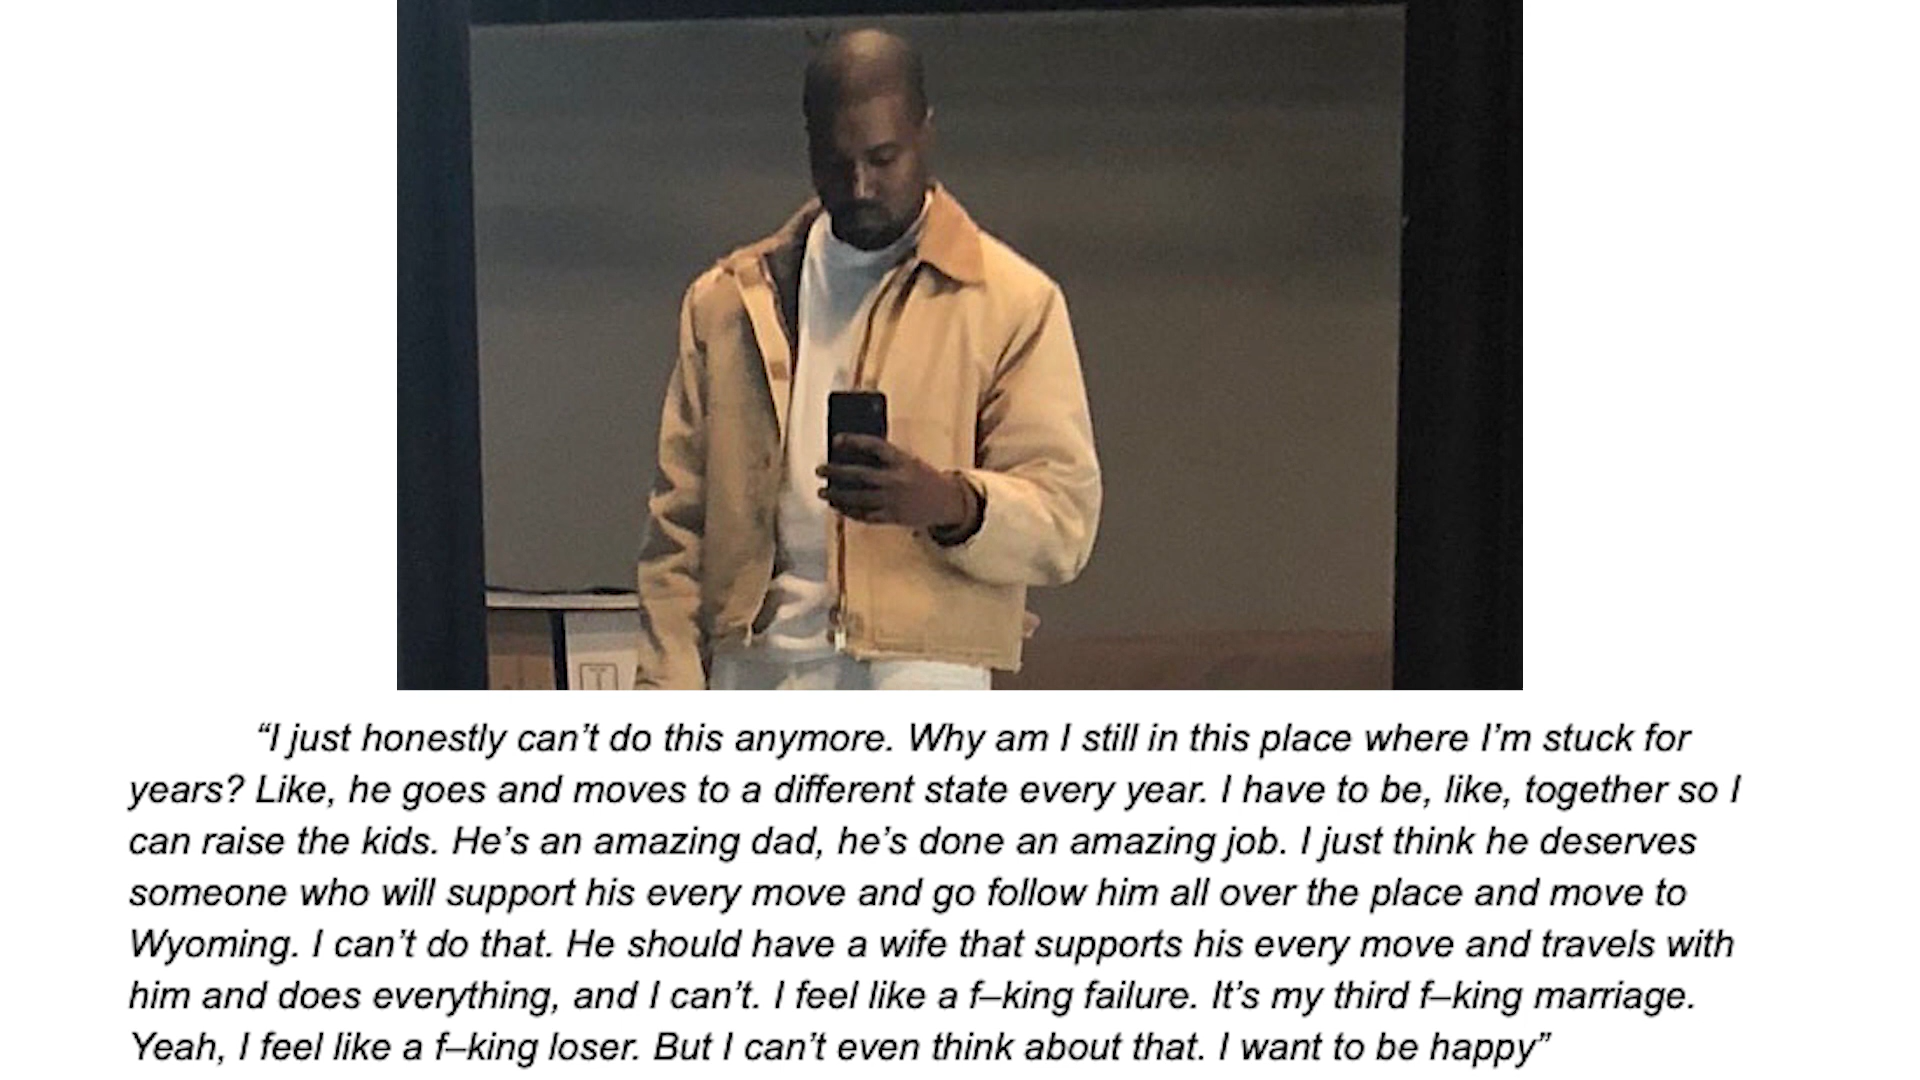 “I just honestly can’t do this anymore. Why am I still in this place where I’m stuck for
years? Like, he goes and moves to a different state every year. I have to be, like, together so I
can raise the kids. He’s an amazing dad, he’s done an amazing job. I just think he deserves
someone who will support his every move and go follow him all over the place and move to
Wyoming. I can’t do that. He should have a wife that supports his every move and travels with
him and does everything, and I can’t. I feel like a f–king failure. It’s my third f–king marriage.
Yeah, I feel like a f–king loser. But I can’t even think about that. I want to be happy”